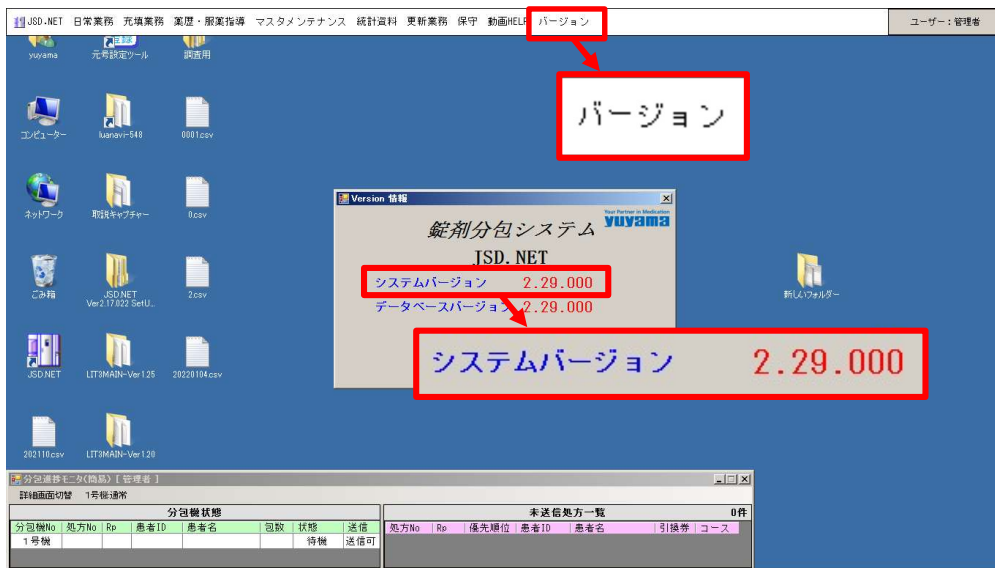 JSD.NET 日常業務 充填業務 薬歴・服薬指導 マスタメンテナンス 統計資料 更新業務 保守 動画HELP バージョン ユーザー：管理者
yuyama 元号設定ツール 調査用
バージョン
コンピューター luanavi-548 0001.csv
ネットワーク 取説キャプチャー 0.csv
Version 情報
Your Partner in Medication
yuyama
錠剤分包システム
JSD.NET
システムバージョン 2.29.000
データベースバージョン 2.29.000
ごみ箱 JSD.NET Ver2.17.022 SetU... 2.csv
新しいフォルダー
システムバージョン 2.29.000
JSD.NET LIT3MAIN-Ver1.25 20220104.csv
202110.csv LIT3MAIN-Ver1.20
分包進捗モニタ(簡易) [ 管理者 ]
詳細画面切替 1号機:通常
分包機状態 未送信処方一覧 0件
分包機No 処方No Rp 患者ID 患者名 包数 状態 送信 処方No Rp 優先順位 患者ID 患者名 引換券 コース
1号機 待機 送信可